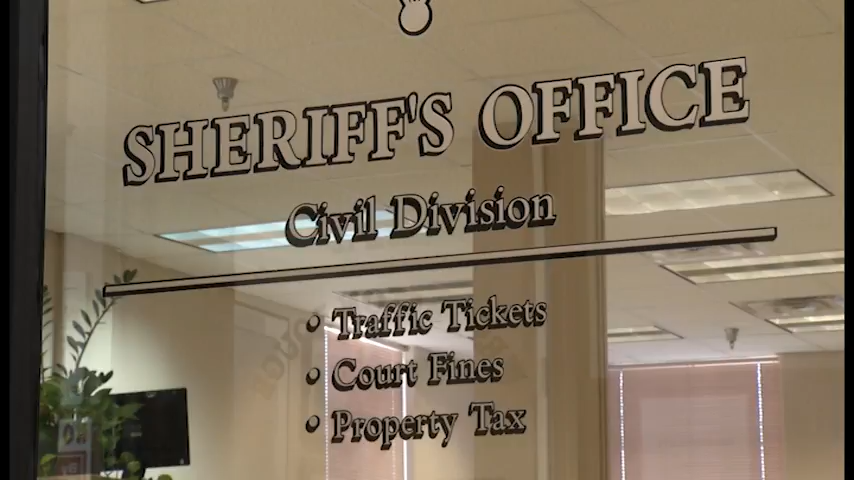 SHERIFF'S OFFICE
Civil Division
• Traffic Tickets
• Court Fines
• Property Tax